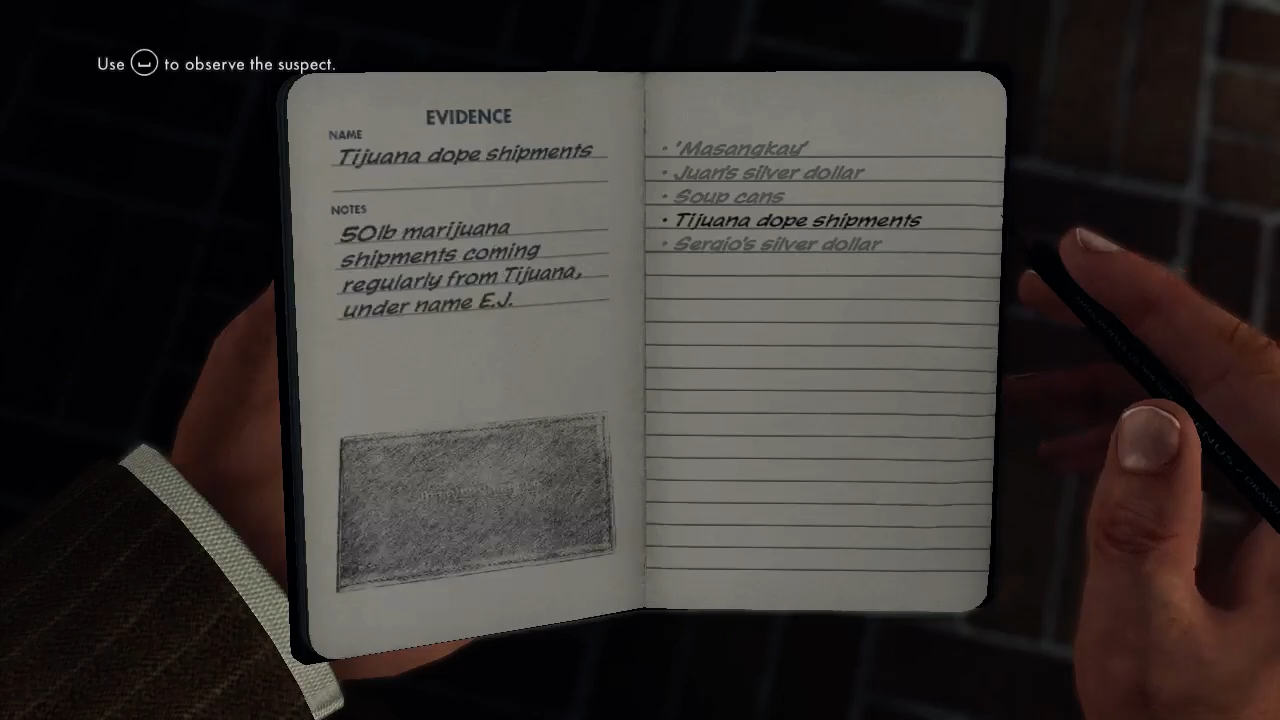 Use to observe the suspect.
EVIDENCE
NAME
Tijuana dope shipments
NOTES
50lb marijuana
shipments coming
regularly from Tijuana,
under name E.J.
• 'Masangkay'
• Juan's silver dollar
• Soup cans
• Tijuana dope shipments
• Sergio's silver dollar